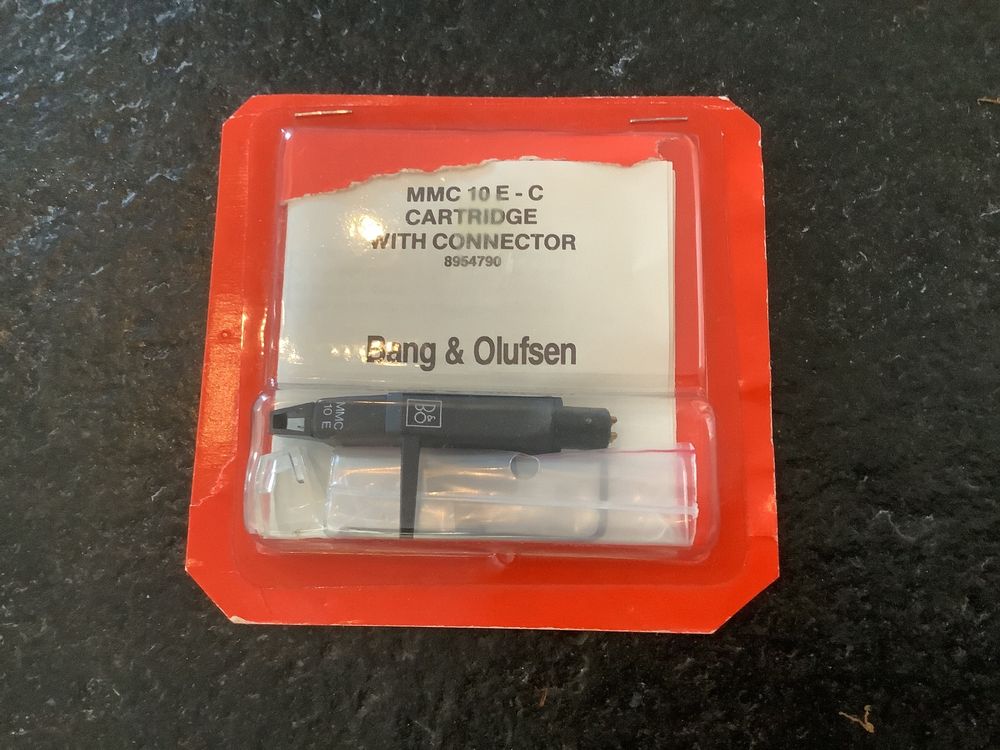 MMC 10 E - C
CARTRIDGE
WITH CONNECTOR
8954790
Bang & Olufsen
MMC
10 E
B&O